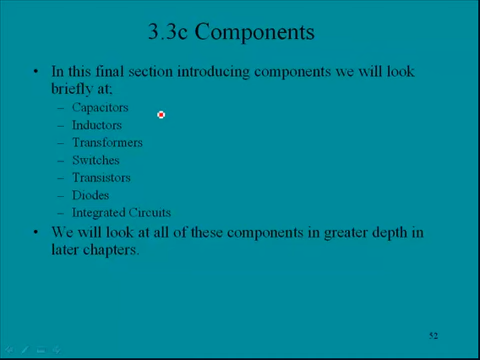 3.3c Components
• In this final section introducing components we will look
briefly at;
– Capacitors
– Inductors
– Transformers
– Switches
– Transistors
– Diodes
– Integrated Circuits
• We will look at all of these components in greater depth in
later chapters.
52